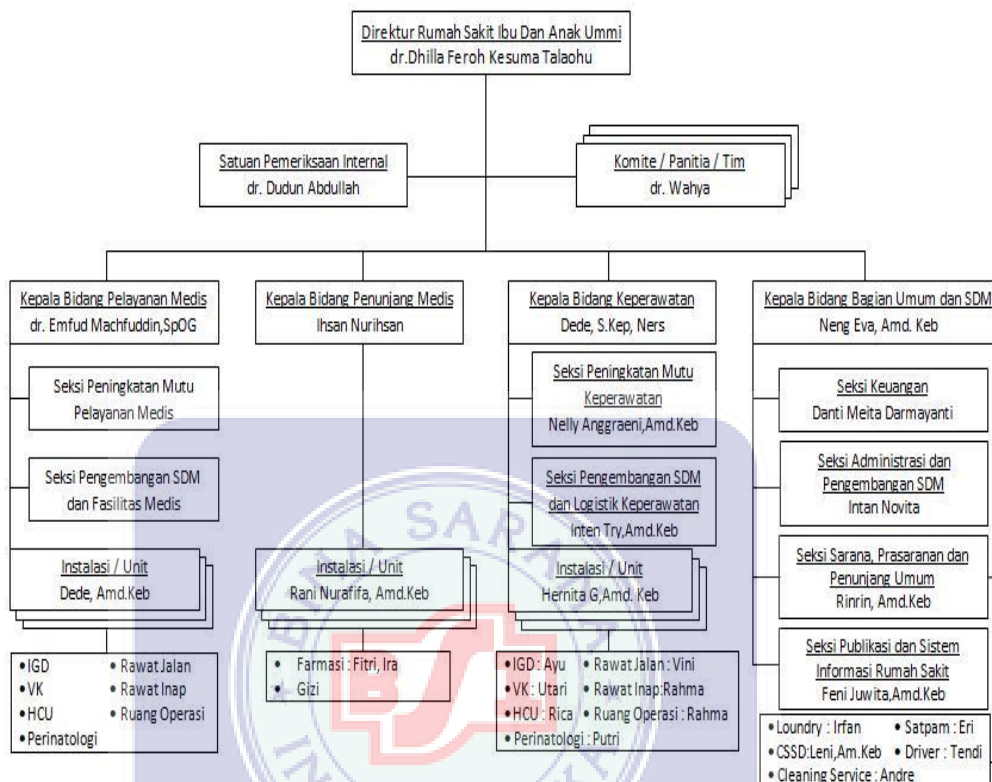 Direktur Rumah Sakit Ibu Dan Anak Ummi
dr.Dhilla Feroh Kesuma Talaohu
Satuan Pemeriksaan Internal
dr. Dudun Abdullah
Komite / Panitia / Tim
dr. Wahya
Kepala Bidang Pelayanan Medis
dr. Emfud Machfuddin,SpOG
Seksi Peningkatan Mutu
Pelayanan Medis
Seksi Pengembangan SDM
dan Fasilitas Medis
Instalasi / Unit
Dede, Amd.Keb
• IGD
• VK
• HCU
• Perinatologi
• Rawat Jalan
• Rawat Inap
• Ruang Operasi
Kepala Bidang Penunjang Medis
Ihsan Nurihsan
Instalasi / Unit
Rani Nurafifa, Amd.Keb
• Farmasi : Fitri, Ira
• Gizi
Kepala Bidang Keperawatan
Dede, S.Kep, Ners
Seksi Peningkatan Mutu
Keperawatan
Nelly Anggraeni,Amd.Keb
Seksi Pengembangan SDM
dan Logistik Keperawatan
Inten Try,Amd.Keb
Instalasi / Unit
Hernita G,Amd. Keb
• IGD : Ayu
• VK : Utari
• HCU : Rica
• Perinatologi : Putri
• Rawat Jalan : Vini
• Rawat Inap:Rahma
• Ruang Operasi : Rahma
Kepala Bidang Bagian Umum dan SDM
Neng Eva, Amd. Keb
Seksi Keuangan
Danti Meita Darmayanti
Seksi Administrasi dan
Pengembangan SDM
Intan Novita
Seksi Sarana, Prasaranan dan
Penunjang Umum
Rinrin, Amd.Keb
Seksi Publikasi dan Sistem
Informasi Rumah Sakit
Feni Juwita,Amd.Keb
• Loundry : Irfan
• CSSD:Leni,Am.Keb
• Cleaning Service : Andre
• Satpam : Eri
• Driver : Tendi
BINA SARANA
BSI